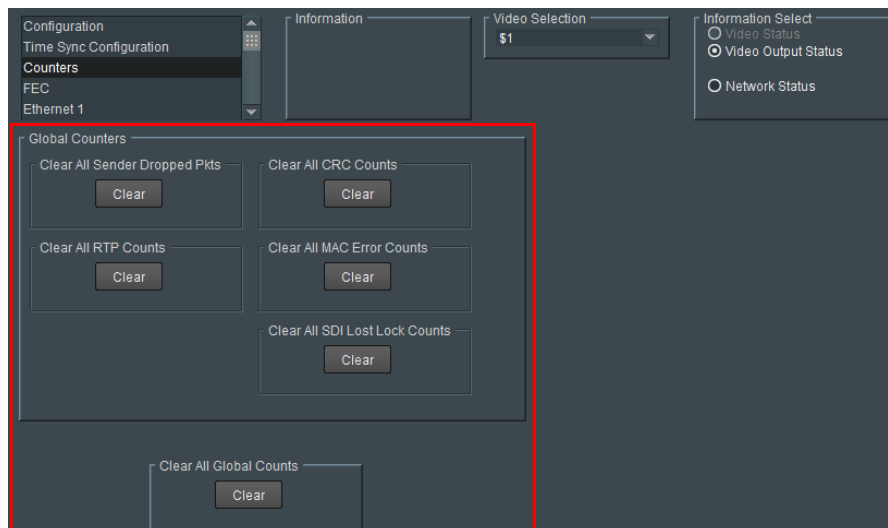 Configuration
Time Sync Configuration
Counters
FEC
Ethernet 1
Information
Video Selection
$1
Information Select
Video Status
Video Output Status
Network Status
Global Counters
Clear All Sender Dropped Pkts
Clear
Clear All CRC Counts
Clear
Clear All RTP Counts
Clear
Clear All MAC Error Counts
Clear
Clear All SDI Lost Lock Counts
Clear
Clear All Global Counts
Clear